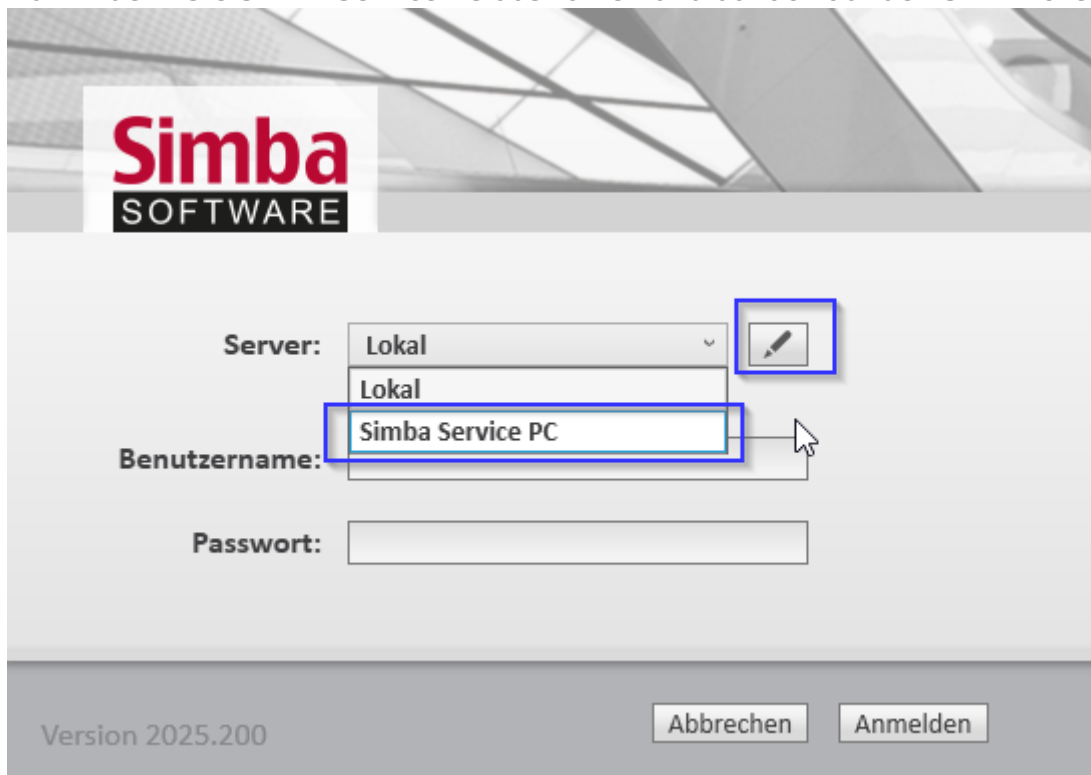 Simba
SOFTWARE
Server:
Lokal
Lokal
Simba Service PC
Benutzername:
Passwort:
Version 2025.200
Abbrechen
Anmelden